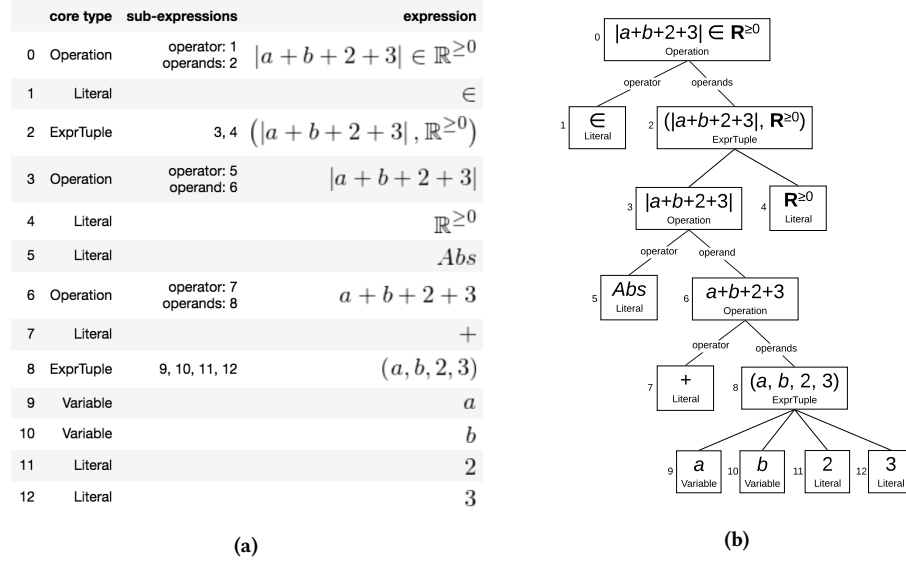 core type sub-expressions expression
0 Operation operator: 1 operands: 2 |a + b + 2 + 3| ∈ ℝ≥0
1 Literal ∈
2 ExprTuple 3, 4 (|a + b + 2 + 3| , ℝ≥0)
3 Operation operator: 5 operand: 6 |a + b + 2 + 3|
4 Literal ℝ≥0
5 Literal Abs
6 Operation operator: 7 operands: 8 a + b + 2 + 3
7 Literal +
8 ExprTuple 9, 10, 11, 12 (a, b, 2, 3)
9 Variable a
10 Variable b
11 Literal 2
12 Literal 3
(a)
0 |a+b+2+3| ∈ R≥0
Operation
operator operands
1 ∈ 2 (|a+b+2+3|, R≥0)
Literal ExprTuple
3 |a+b+2+3| 4 R≥0
Operation Literal
operator operand
5 Abs 6 a+b+2+3
Literal Operation
operator operands
7 + 8 (a, b, 2, 3)
Literal ExprTuple
9 a 10 b 11 2 12 3
Variable Variable Literal Literal
(b)